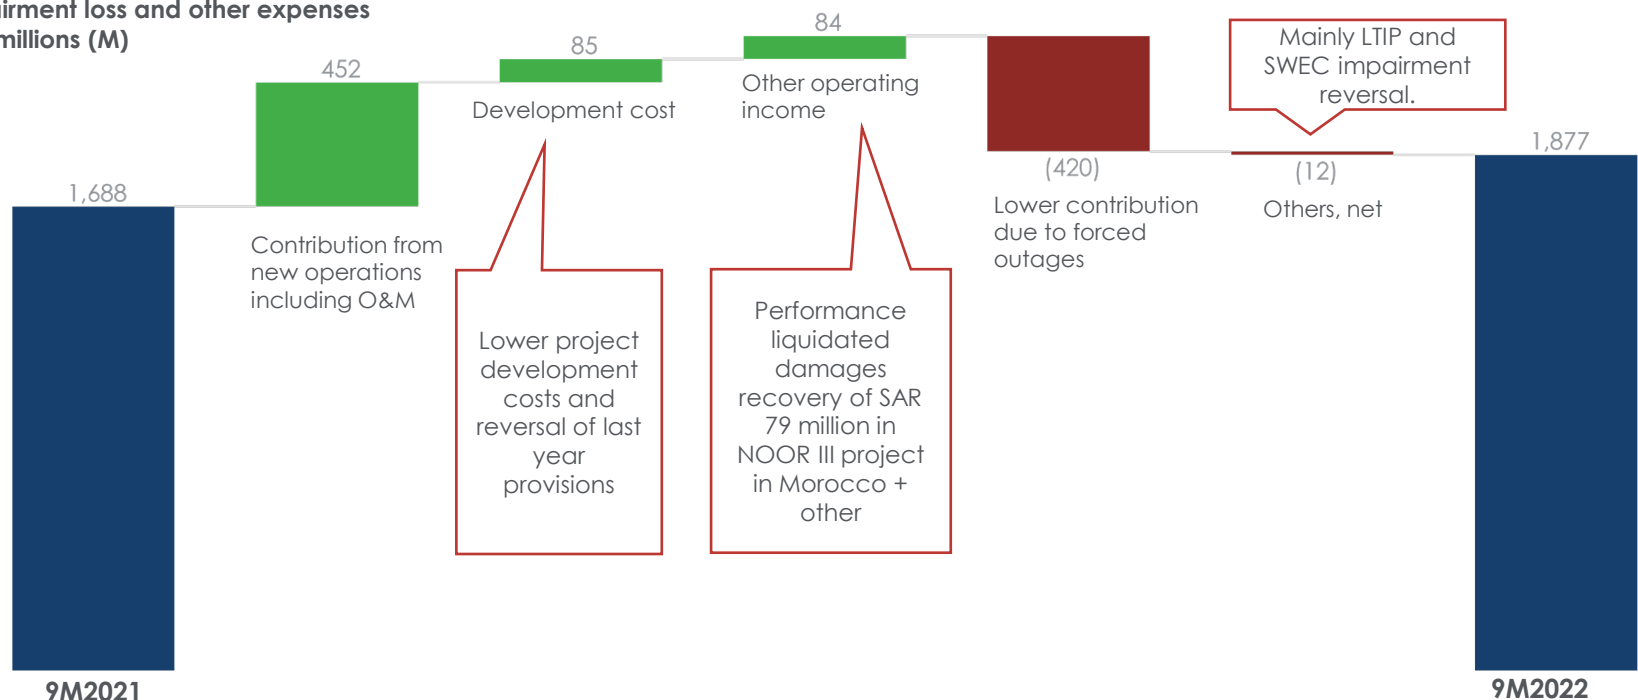 loss and other expenses
millions (M)
1,688
9M2021
452
Contribution from
new operations
including O&M
85
Development cost
Lower project
development
costs and
reversal of last
year
provisions
84
Other operating
income
Performance
liquidated
damages
recovery of SAR
79 million in
NOOR III project
in Morocco +
other
(420)
Lower contribution
due to forced
outages
Mainly LTIP and
SWEC impairment
reversal.
(12)
Others, net
1,877
9M2022